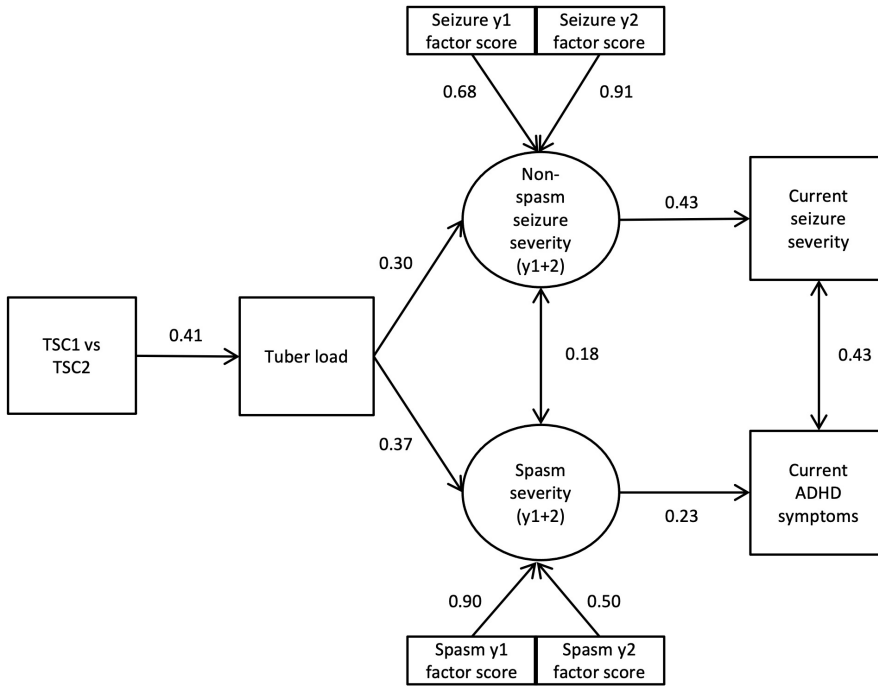 Seizure y1
factor score
Seizure y2
factor score
0.68
0.91
Non-
spasm
seizure
severity
(y1+2)
0.43
Current
seizure
severity
0.30
TSC1 vs
TSC2
0.41
Tuber load
0.18
0.43
0.37
Spasm
severity
(y1+2)
0.23
Current
ADHD
symptoms
0.90
0.50
Spasm y1
factor score
Spasm y2
factor score